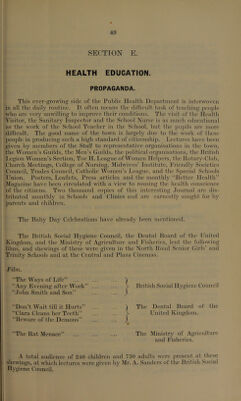 49
SECTION E.
HEALTH EDUCATION.
PROPAGANDA.
This ever-growing side of the Public Health Department is interwoven
in all the daily routine. It often means the difficult task of teaching people
who are very unwilling to improve their conditions. The visit of the Health
Visitor, the Sanitary Inspector and the School Nurse is as much educational
as the work of the School Teacher in the School, but the pupils are more
difficult. The good name of the town is largely due to the work of these
people in producing such a high standard of citizenship. Lectures have been
given by members of the Staff to representative organisations in the town,
the Women's Guilds, the Men's Guilds, the political organisations, the British
Legion Women's Section, Toc H, League of Women Helpers, the Rotary Club,
Church Meetings, College of Nursing, Midwives' Institute, Friendly Societies
Council, Trades Council, Catholic Women's League, and the Special Schools
Union. Posters, Leaflets, Press articles and the monthly "Better Health"
Magazine have been circulated with a view to rousing the health conscience
of the citizens. Two thousand copies of this interesting Journal are dis-
tributed monthly in Schools and Clinics and are earnestly sought for by
parents and children.
The Baby Day Celebrations have already been mentioned.
The British Social Hygiene Council, the Dental Board of the United
Kingdom, and the Ministry of Agriculture and Fisheries, lent the following
films, and shewings of these were given in the North Road Senior Girls' and
Trinity Schools and at the Central and Plaza Cinemas.
Film.
"The Ways of Life"
"Any Evening after Work" British Social Hygiene Council
"John Smith and Son"
"Don't Wait till it Hurts" The Dental Board of the
"Clara Cleans her Teeth" United Kingdom.
"Beware of the Demons"
"The Rat Menace" The Ministry of Agriculture
and Fisheries.
A total audience of 240 children and 750 adults were present at these
shewings, at which lectures were given by Mr. A. Sanders of the British Social
Hygiene Council.